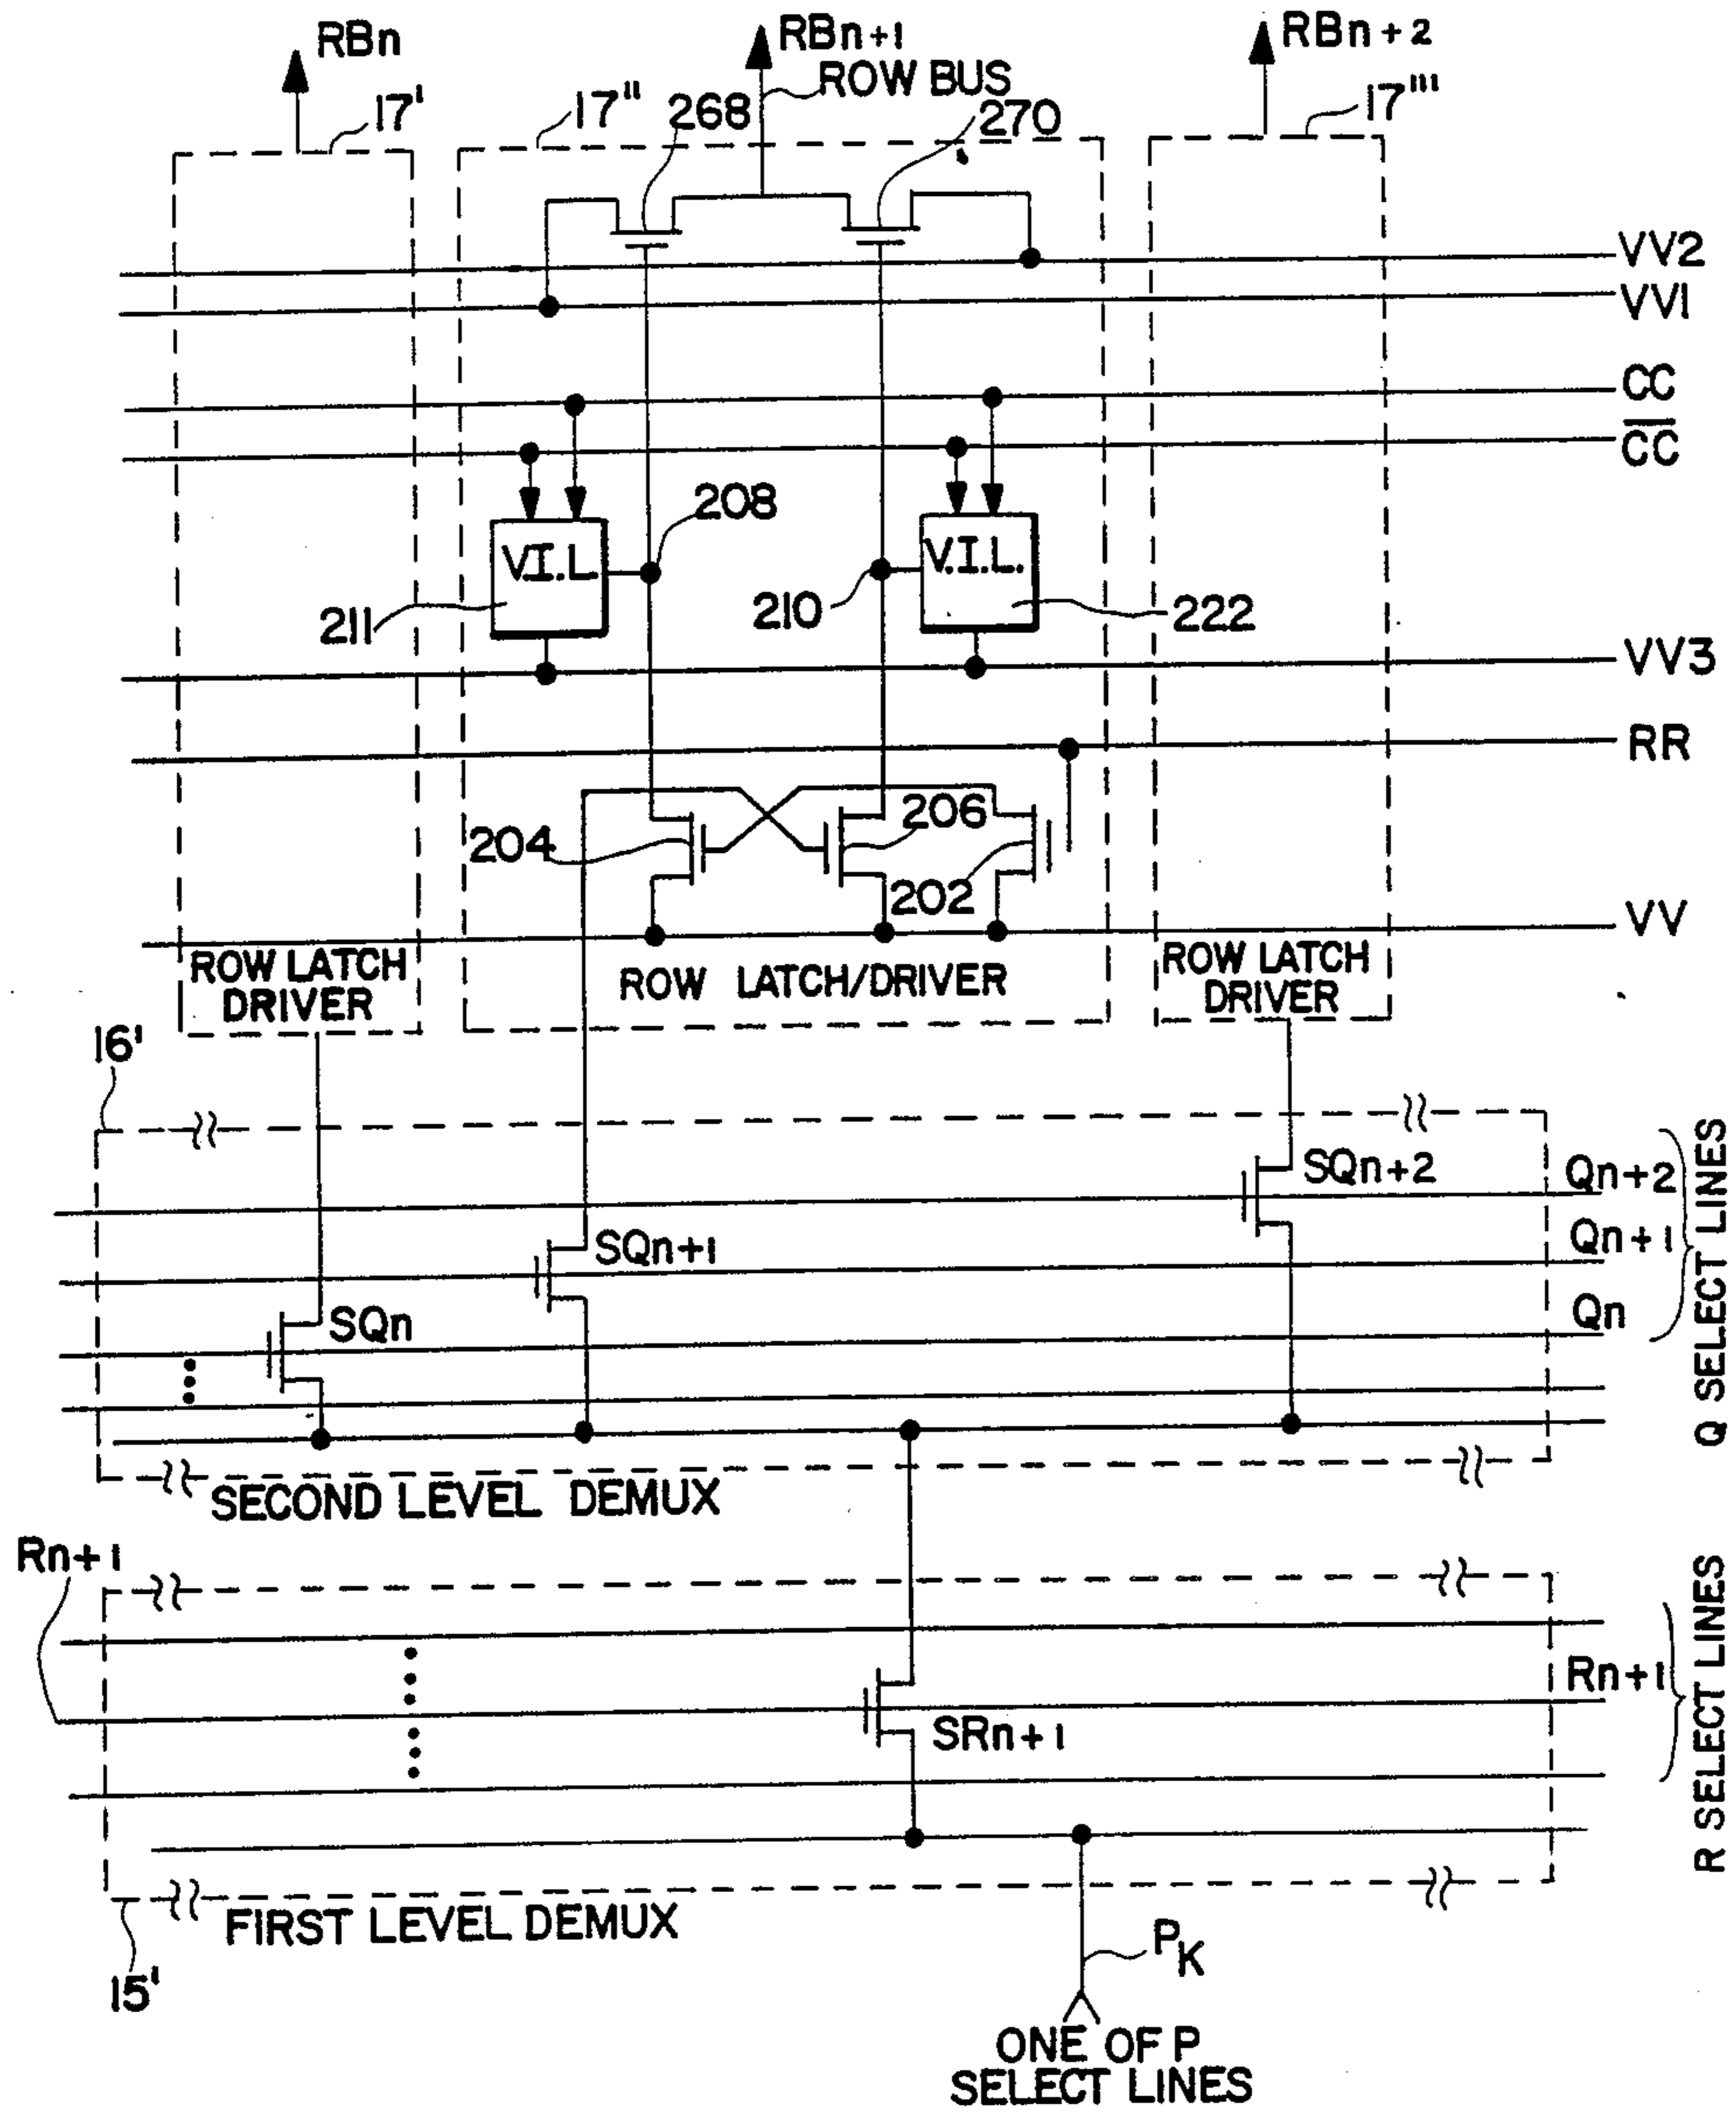 RBn
RBn+1
ROW BUS
RBn+2
17'
17"
268
270
17'''
VV2
VV1
CC
C̅C̅
208
V.I.L.
V.I.L.
211
210
222
VV3
RR
204
206
202
VV
ROW LATCH
DRIVER
ROW LATCH/DRIVER
ROW LATCH
DRIVER
16'
SQn+2
Qn+2
SQn+1
Qn+1
SQn
Qn
Q SELECT LINES
SECOND LEVEL DEMUX
Rn+1
Rn+1
SRn+1
R SELECT LINES
FIRST LEVEL DEMUX
15'
PK
ONE OF P
SELECT LINES